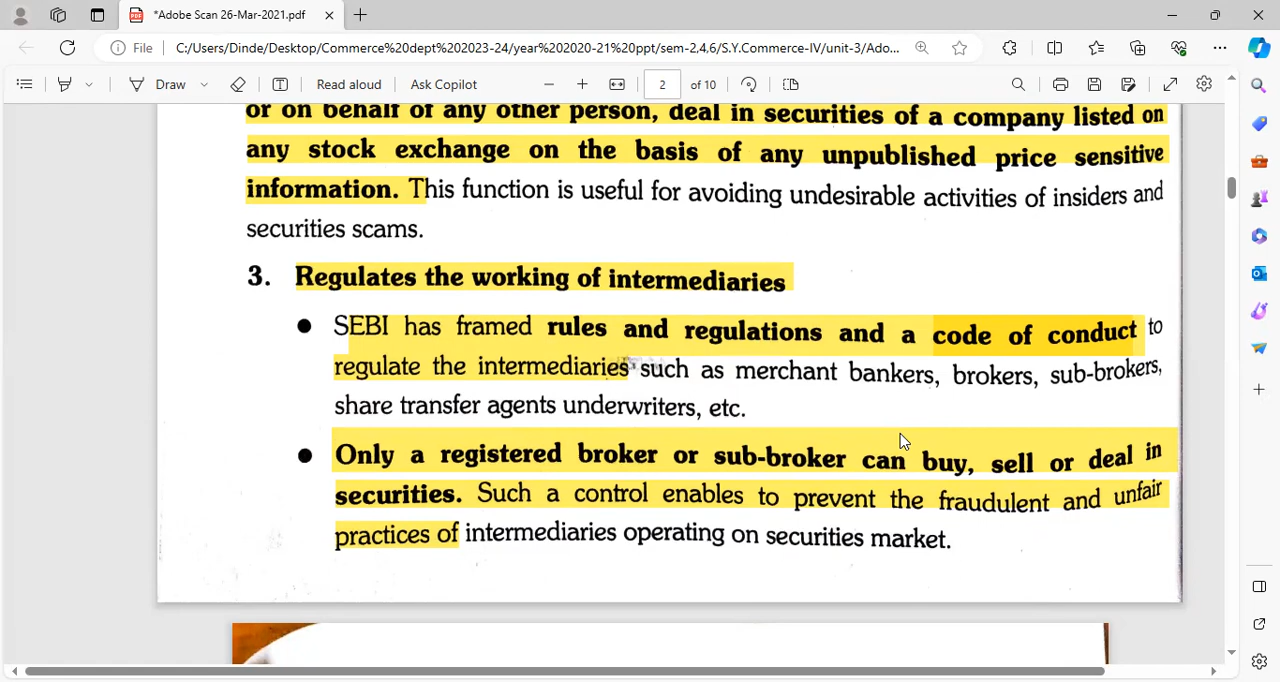 *Adobe Scan 26-Mar-2021.pdf
File C:/Users/Dinde/Desktop/Commerce%20dept%202023-24/year%202020-21%20ppt/sem-2,4,6/S.Y.Commerce-IV/unit-3/Ado...
Draw Read aloud Ask Copilot 2 of 10
or on behalf of any other person, deal in securities of a company listed on
any stock exchange on the basis of any unpublished price sensitive
information. This function is useful for avoiding undesirable activities of insiders and
securities scams.
3. Regulates the working of intermediaries
● SEBI has framed rules and regulations and a code of conduct to
regulate the intermediaries such as merchant bankers, brokers, sub-brokers,
share transfer agents underwriters, etc.
● Only a registered broker or sub-broker can buy, sell or deal in
securities. Such a control enables to prevent the fraudulent and unfair
practices of intermediaries operating on securities market.